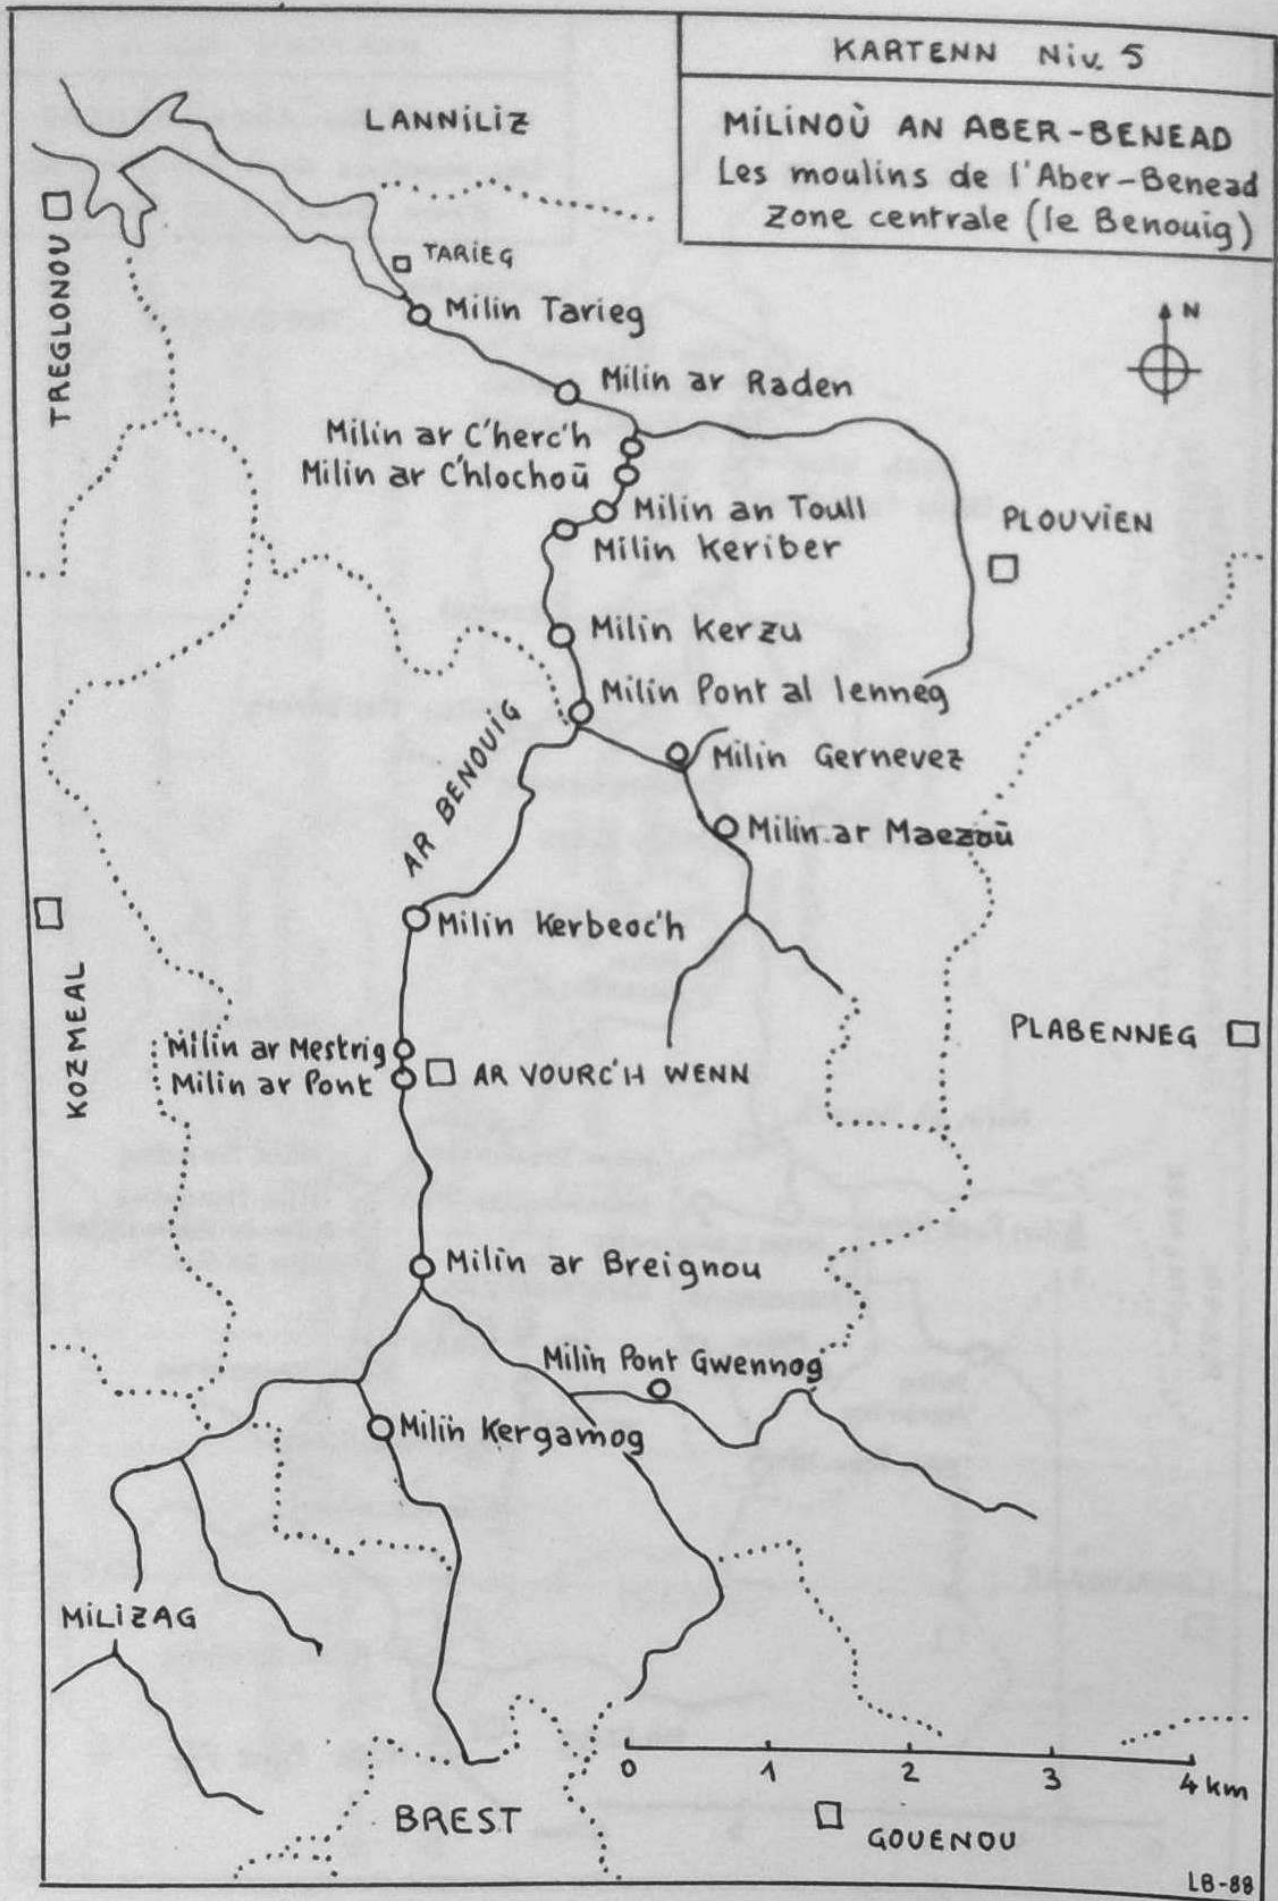 KARTENN Niv. 5
MILINOÙ AN ABER-BENEAD
Les moulins de l'Aber-Benead
zone centrale (le Benouig)
LANNILIZ
TREGLONOU
TARIEG
N
Milin Tarieg
Milin ar Raden
Milin ar C'herc'h
Milin ar C'hlochoū
Milin an Toull
PLOUVIEN
Milin Keriber
Milin Kerzu
Milin Pont al lenneg
AR BENOUIG
Milin Gernevez
Milin ar Maezoū
Milin Kerbeoc'h
KOZMEAL
PLABENNEG
Milin ar Mestrig
Milin ar Pont
AR VOURC'H WENN
Milin ar Breignou
Milin Pont Gwennog
Milin Kergamog
MILIZAG
0 1 2 3 4 km
BREST
GOUENOU
LB-88